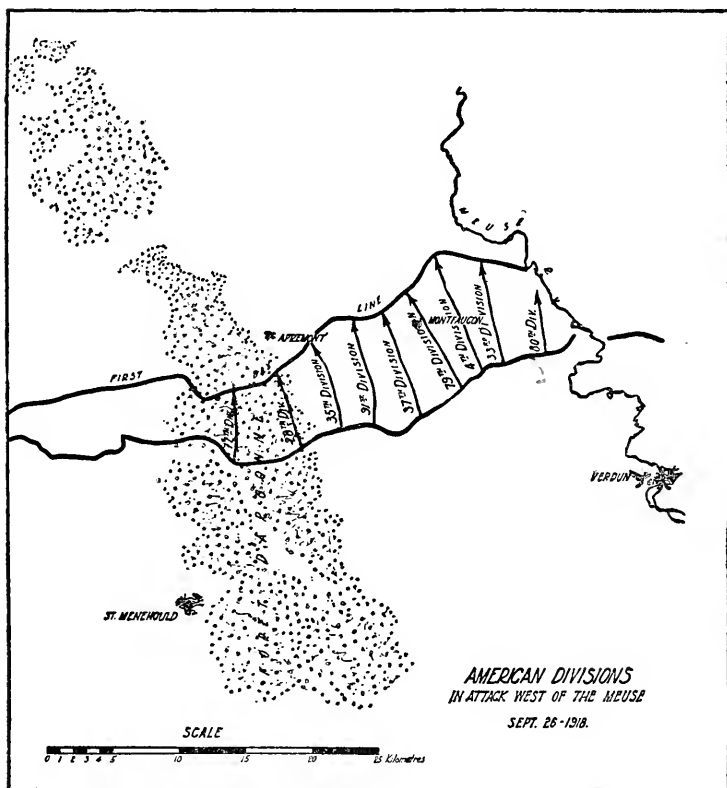 MEUSE
APREMONT
LINE
MONTFAUCON
FIRST
77TH DIV.
28TH DIV.
35TH DIVISION
91ST DIVISION
37TH DIVISION
79TH DIVISION
4TH DIVISION
33RD DIVISION
80TH DIV.
VERDUN
FORET D'ARGONNE
ST. MENEHOULD
AMERICAN DIVISIONS
IN ATTACK WEST OF THE MEUSE
SEPT. 26-1918.
SCALE
0 1 2 3 4 5 10 15 20 25 Kilometres